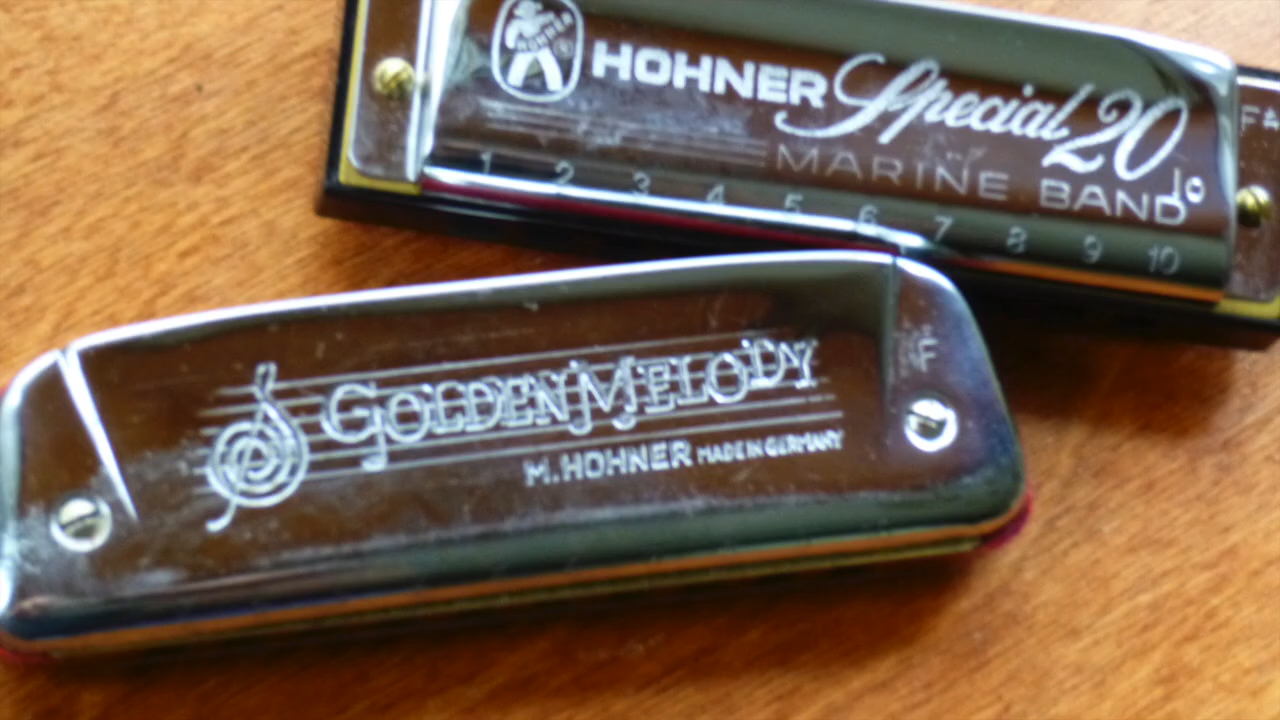 HOHNER
HOHNER Special 20
MARINE BAND
1 2 3 4 5 6 7 8 9 10
F#
GOLDEN MELODY
M. HOHNER MADE IN GERMANY
F